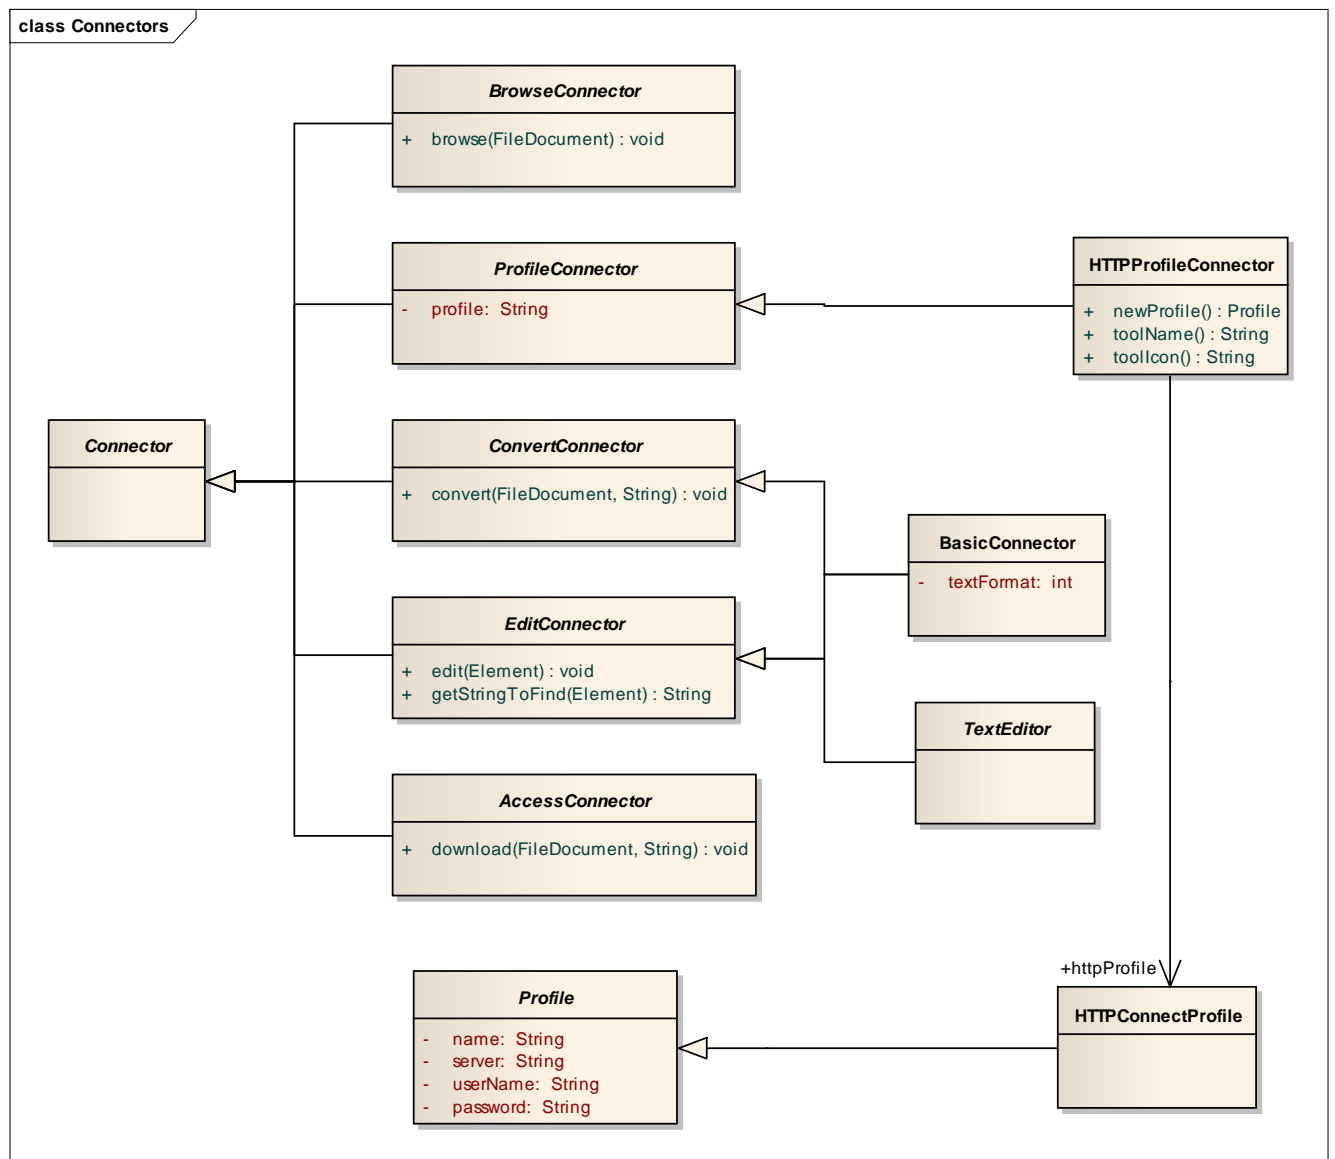 class Connectors
BrowseConnector
+ browse(FileDocument) : void
ProfileConnector
- profile: String
HTTPProfileConnector
+ newProfile() : Profile
+ toolName() : String
+ toolIcon() : String
Connector
ConvertConnector
+ convert(FileDocument, String) : void
BasicConnector
- textFormat: int
EditConnector
+ edit(Element) : void
+ getStringToFind(Element) : String
TextEditor
AccessConnector
+ download(FileDocument, String) : void
+httpProfile
Profile
- name: String
- server: String
- userName: String
- password: String
HTTPConnectProfile